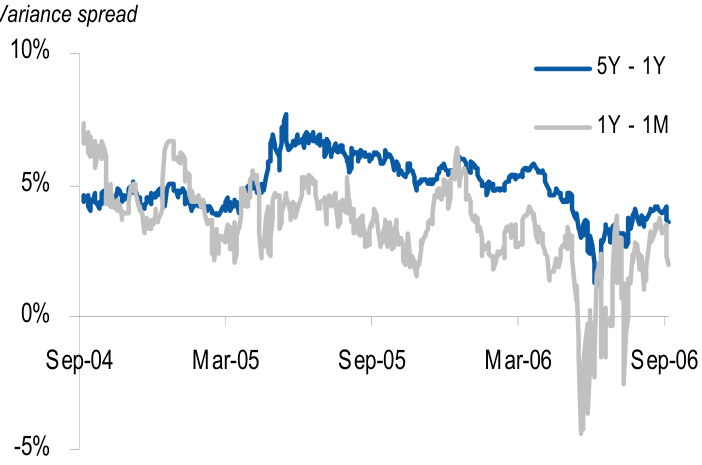 Variance spread
10%
5Y - 1Y
1Y - 1M
5%
0%
Sep-04 Mar-05 Sep-05 Mar-06 Sep-06
-5%